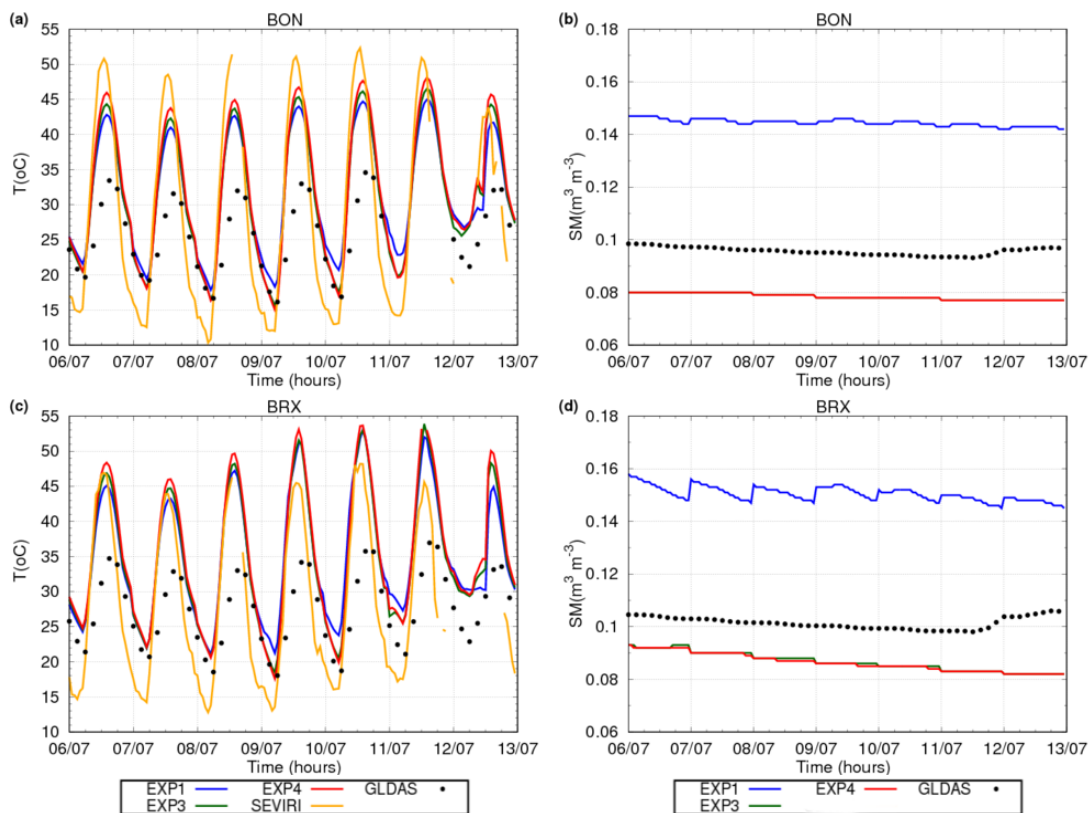 (a) BON
55
50
45
40
35
30
25
20
15
10
T(oC)
06/07 07/07 08/07 09/07 10/07 11/07 12/07 13/07
Time (hours)
(b) BON
0.18
0.16
0.14
0.12
0.1
0.08
0.06
SM(m³ m⁻³)
06/07 07/07 08/07 09/07 10/07 11/07 12/07 13/07
Time (hours)
(c) BRX
55
50
45
40
35
30
25
20
15
10
T(oC)
06/07 07/07 08/07 09/07 10/07 11/07 12/07 13/07
Time (hours)
(d) BRX
0.18
0.16
0.14
0.12
0.1
0.08
0.06
SM(m³ m⁻³)
06/07 07/07 08/07 09/07 10/07 11/07 12/07 13/07
Time (hours)
EXP1 EXP4 GLDAS
EXP3 SEVIRI
EXP1 EXP4 GLDAS
EXP3